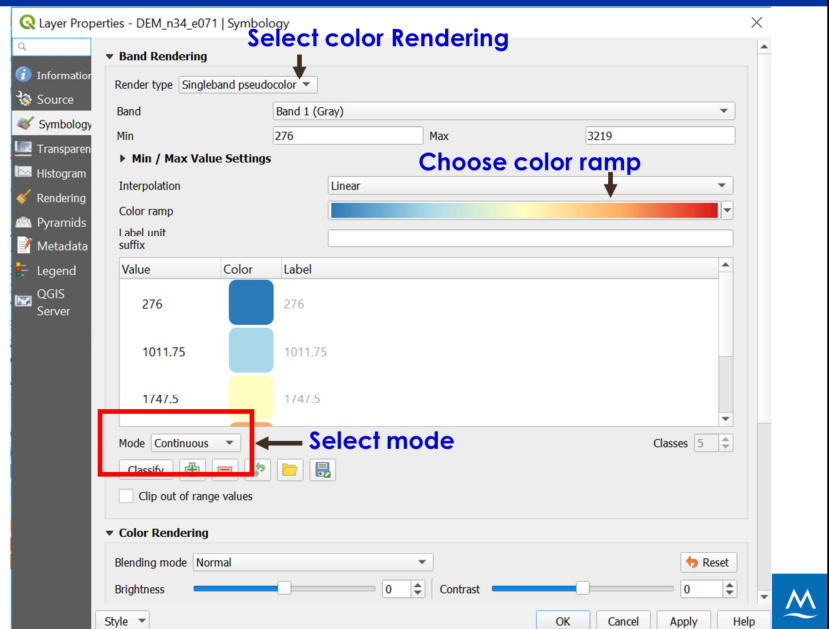 Layer Properties - DEM_n34_e071 | Symbology
Select color Rendering
Information
Source
Symbology
Transparen
Histogram
Rendering
Pyramids
Metadata
Legend
QGIS
Server
Band Rendering
Render type Singleband pseudocolor
Band Band 1 (Gray)
Min 276 Max 3219
Min / Max Value Settings
Choose color ramp
Interpolation Linear
Color ramp
Label unit
suffix
Value Color Label
276 276
1011.75 1011.75
1747.5 1747.5
Mode Continuous Select mode Classes 5
Classify
Clip out of range values
Color Rendering
Blending mode Normal Reset
Brightness 0 Contrast 0
Style OK Cancel Apply Help